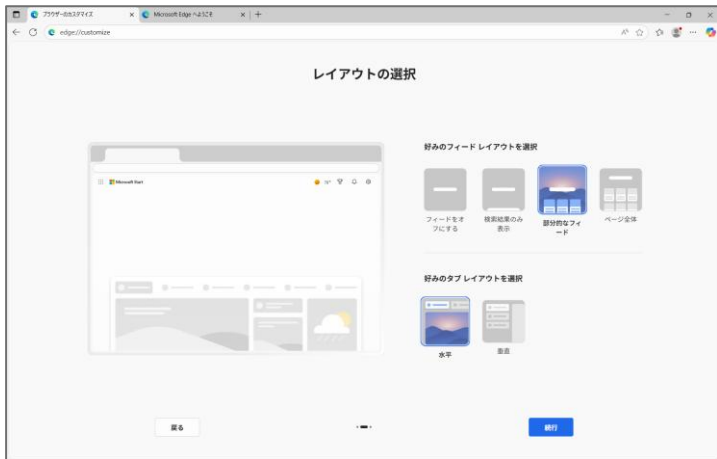 ブラウザーのカスタマイズ
Microsoft Edge へようこそ
edge://customize
レイアウトの選択
Microsoft Start
好みのフィード レイアウトを選択
フィードをオ
フにする
検索結果のみ
表示
部分的なフィ
ード
ページ全体
好みのタブ レイアウトを選択
水平
垂直
戻る
続行